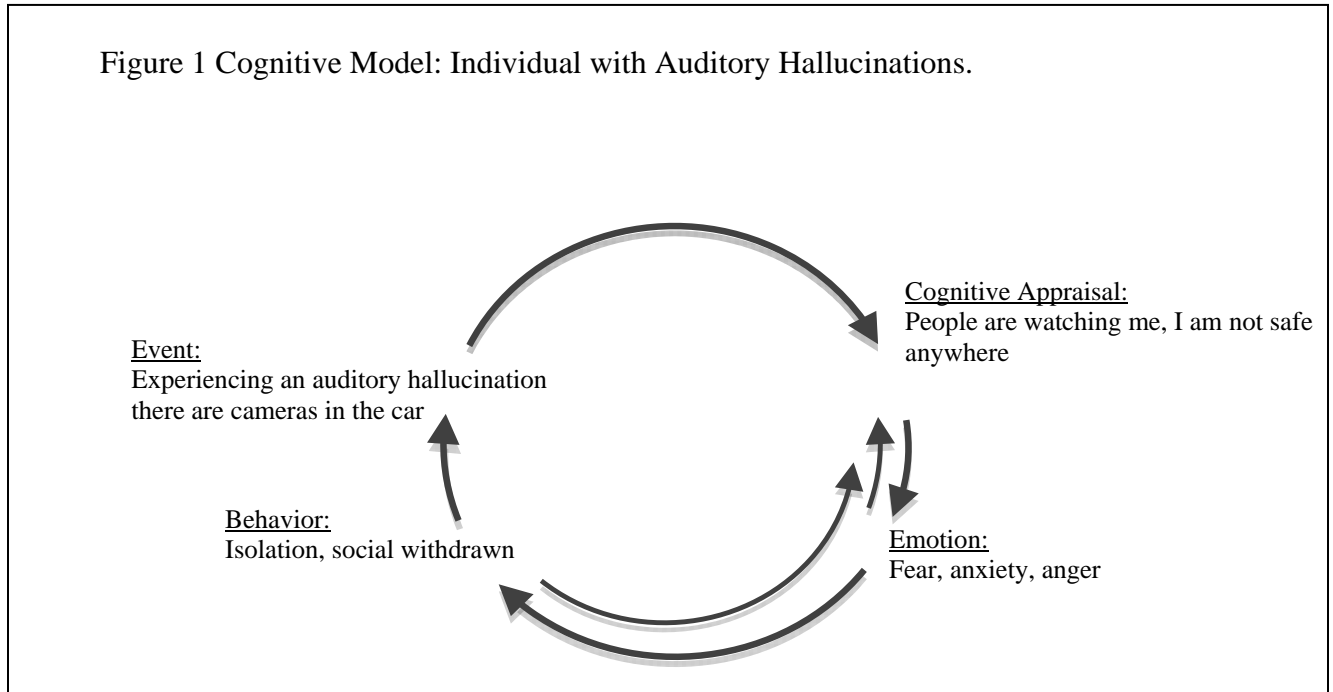 Figure 1 Cognitive Model: Individual with Auditory Hallucinations.
Cognitive Appraisal:
People are watching me, I am not safe
anywhere
Event:
Experiencing an auditory hallucination
there are cameras in the car
Behavior:
Isolation, social withdrawn
Emotion:
Fear, anxiety, anger